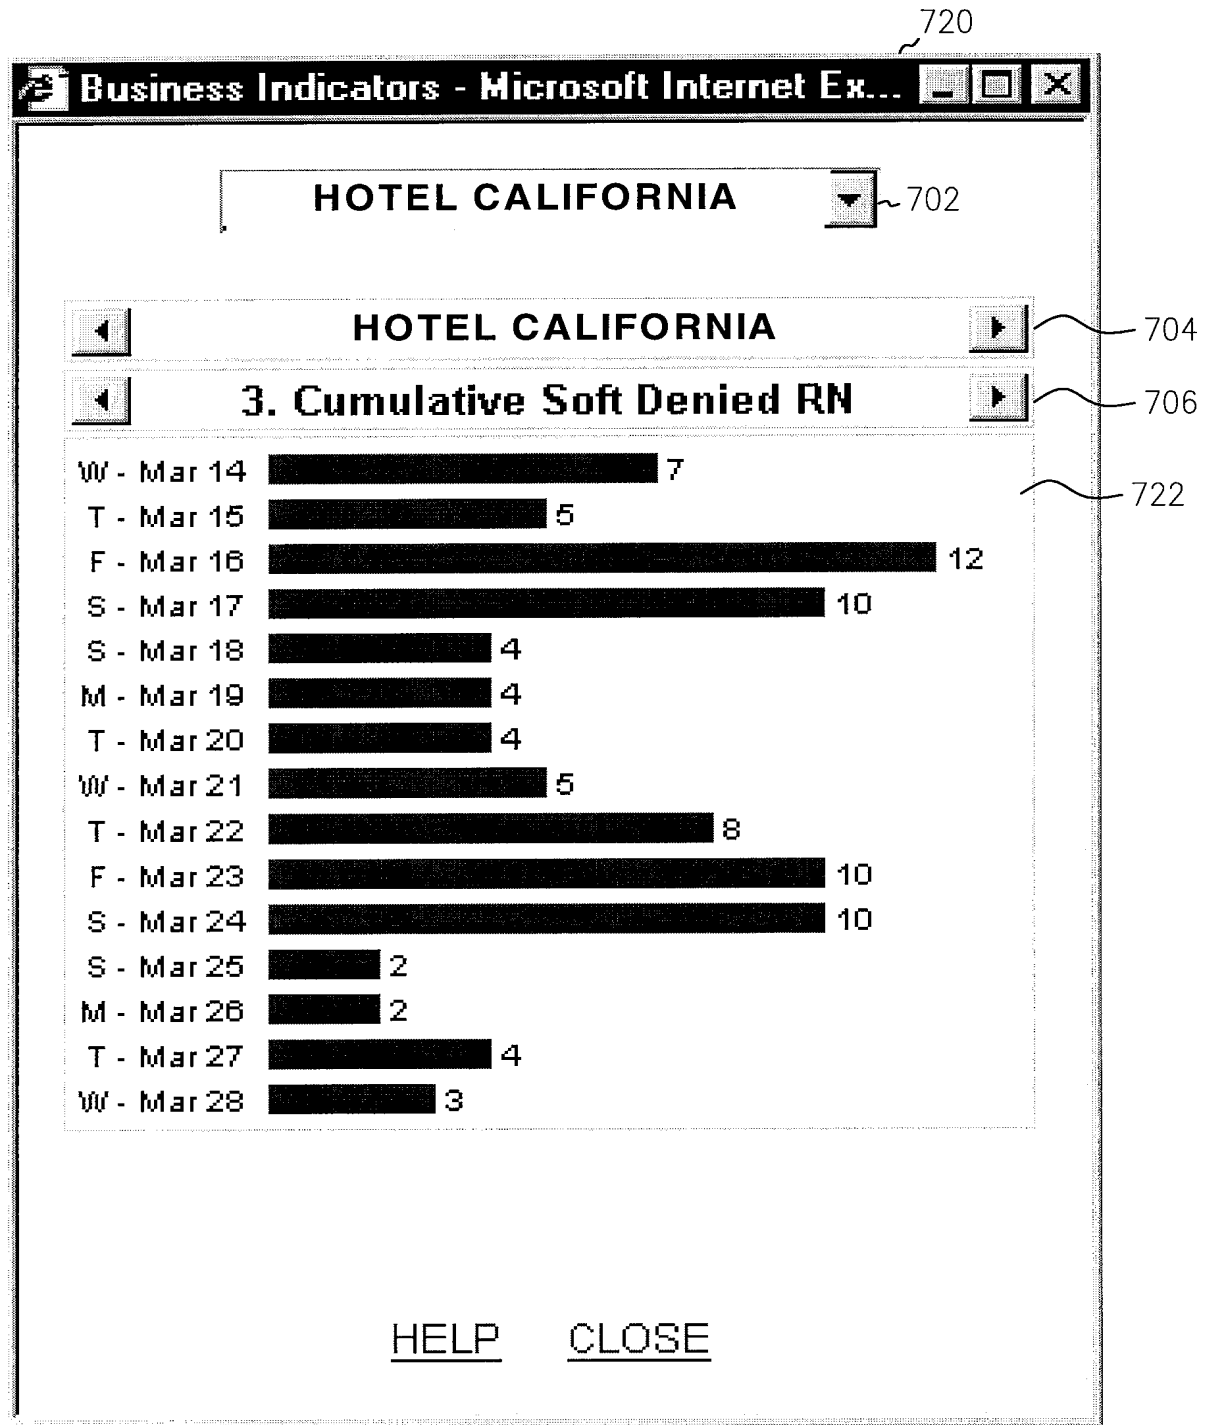 720
Business Indicators - Microsoft Internet Ex...
HOTEL CALIFORNIA 702
HOTEL CALIFORNIA 704
3. Cumulative Soft Denied RN 706
W - Mar 14 7
722
T - Mar 15 5
F - Mar 16 12
S - Mar 17 10
S - Mar 18 4
M - Mar 19 4
T - Mar 20 4
W - Mar 21 5
T - Mar 22 8
F - Mar 23 10
S - Mar 24 10
S - Mar 25 2
M - Mar 26 2
T - Mar 27 4
W - Mar 28 3
HELP CLOSE